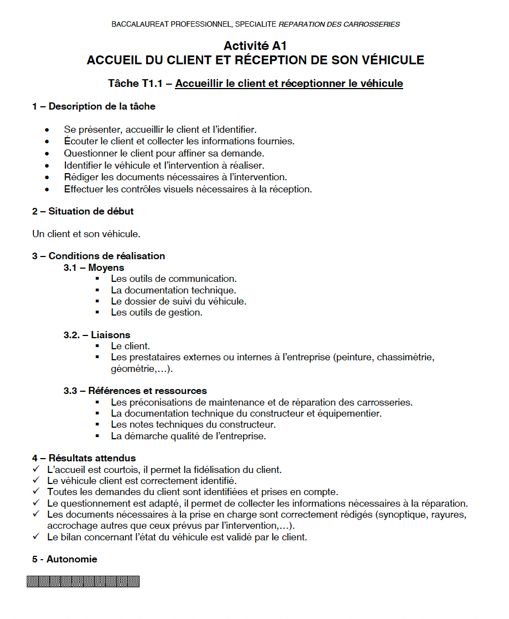 BACCALAUREAT PROFESSIONNEL, SPECIALITE REPARATION DES CARROSSERIES
Activité A1
ACCUEIL DU CLIENT ET RÉCEPTION DE SON VÉHICULE
Tâche T1.1 – Accueillir le client et réceptionner le véhicule
1 – Description de la tâche
• Se présenter, accueillir le client et l'identifier.
• Écouter le client et collecter les informations fournies.
• Questionner le client pour affiner sa demande.
• Identifier le véhicule et l'intervention à réaliser.
• Rédiger les documents nécessaires à l'intervention.
• Effectuer les contrôles visuels nécessaires à la réception.
2 – Situation de début
Un client et son véhicule.
3 – Conditions de réalisation
3.1 – Moyens
▪ Les outils de communication.
▪ La documentation technique.
▪ Le dossier de suivi du véhicule.
▪ Les outils de gestion.
3.2. – Liaisons
▪ Le client.
▪ Les prestataires externes ou internes à l'entreprise (peinture, chassimètrie,
géométrie,…).
3.3 – Références et ressources
▪ Les préconisations de maintenance et de réparation des carrosseries.
▪ La documentation technique du constructeur et équipementier.
▪ Les notes techniques du constructeur.
▪ La démarche qualité de l'entreprise.
4 – Résultats attendus
✓ L'accueil est courtois, il permet la fidélisation du client.
✓ Le véhicule client est correctement identifié.
✓ Toutes les demandes du client sont identifiées et prises en compte.
✓ Le questionnement est adapté, il permet de collecter les informations nécessaires à la réparation.
✓ Les documents nécessaires à la prise en charge sont correctement rédigés (synoptique, rayures,
accrochage autres que ceux prévus par l'intervention,…).
✓ Le bilan concernant l'état du véhicule est validé par le client.
5 - Autonomie